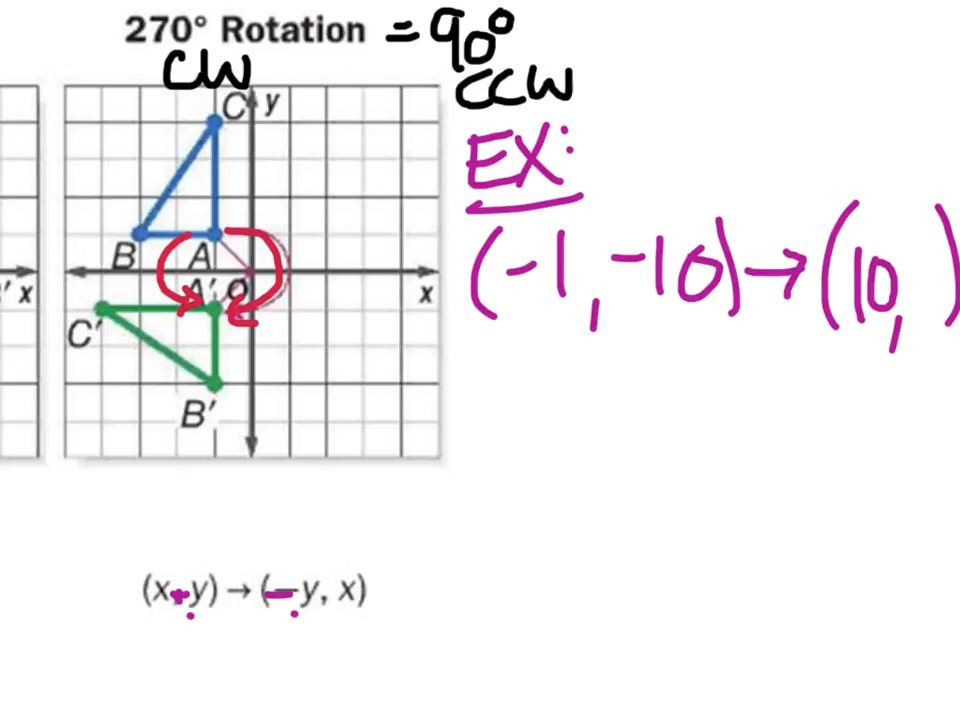 270° Rotation = 90°
CW CCW
C y
EX:
B A
(-1, -10) → (10, )
' x A' O x
C'
B'
(x, y) → (-y, x)